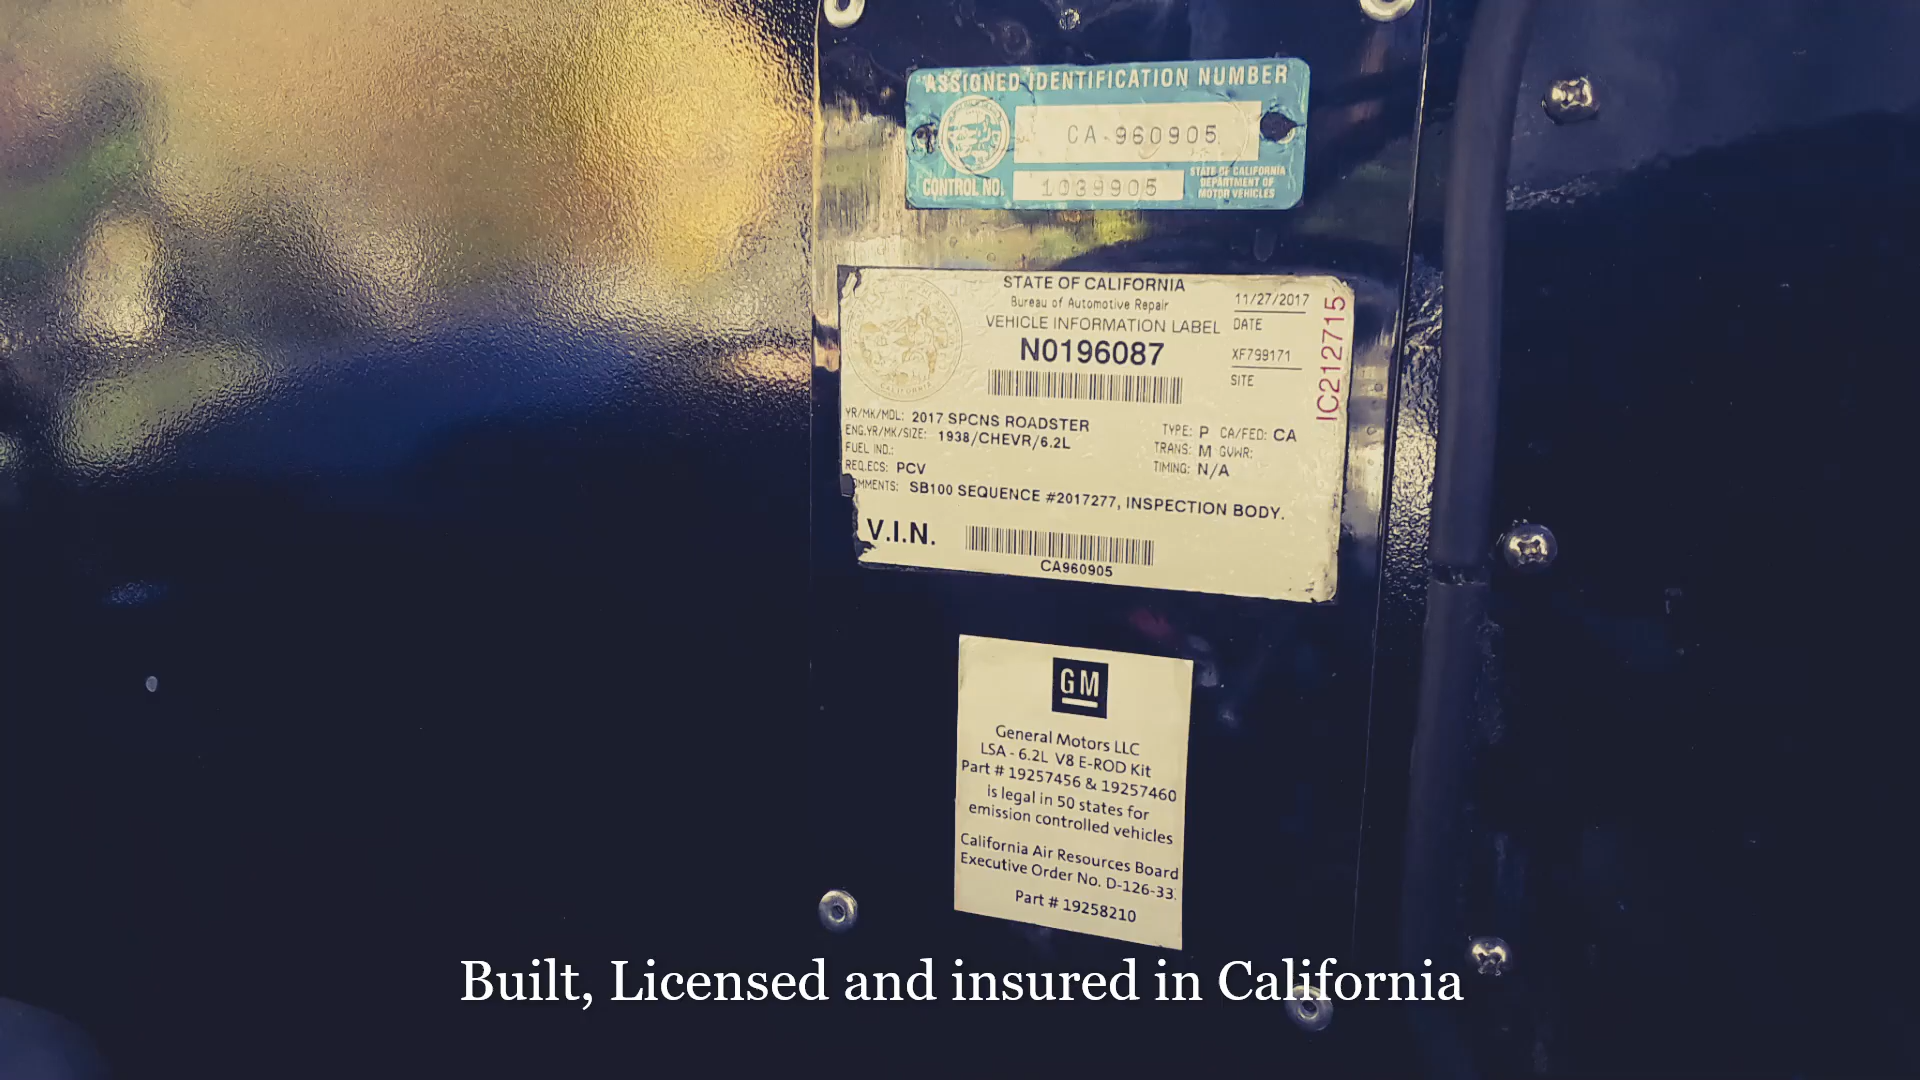 ASSIGNED IDENTIFICATION NUMBER
CA 960905
CONTROL NO. 1039905
STATE OF CALIFORNIA
DEPARTMENT OF
MOTOR VEHICLES
STATE OF CALIFORNIA
Bureau of Automotive Repair
VEHICLE INFORMATION LABEL
N0196087
11/27/2017
DATE
XF799171
SITE
IC212715
YR/MK/MDL: 2017 SPCNS ROADSTER
ENG.YR/MK/SIZE: 1938/CHEVR/6.2L
FUEL IND.:
REQ.ECS: PCV
TYPE: P CA/FED: CA
TRANS: M GVWR:
TIMING: N/A
OMMENTS: SB100 SEQUENCE #2017277, INSPECTION BODY.
V.I.N.
CA960905
GM
General Motors LLC
LSA - 6.2L V8 E-ROD Kit
Part # 19257456 & 19257460
is legal in 50 states for
emission controlled vehicles
California Air Resources Board
Executive Order No. D-126-33.
Part # 19258210
Built, Licensed and insured in California